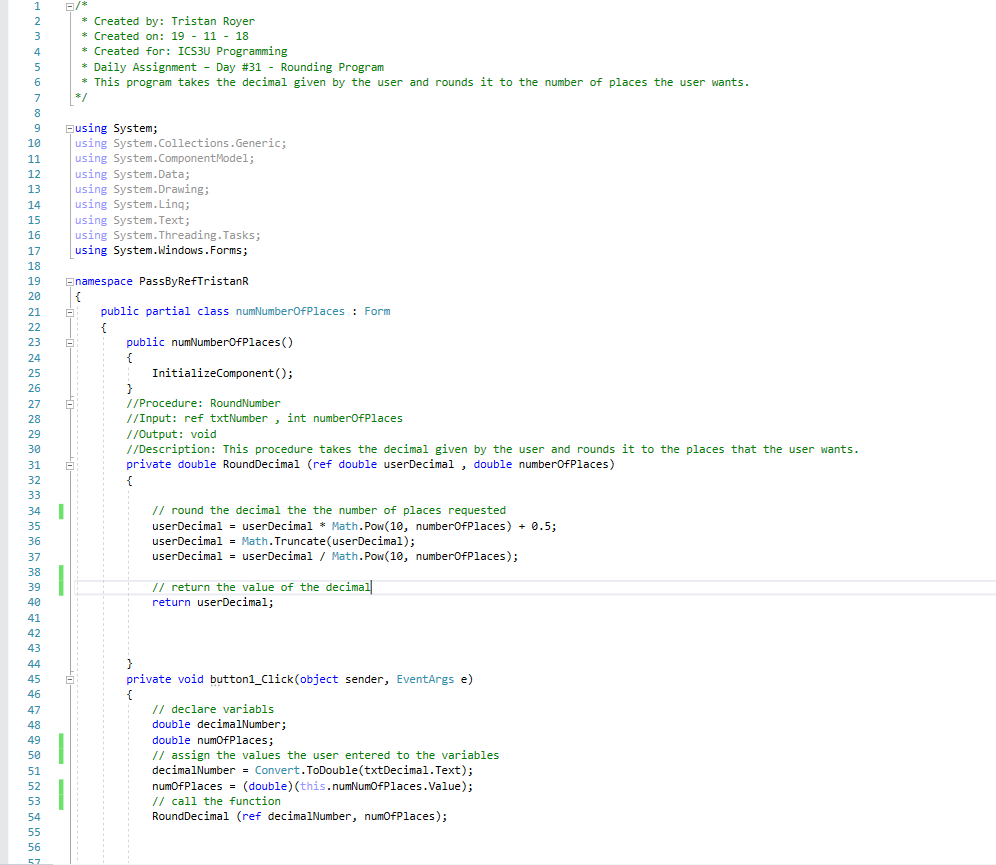 1 /*
2  * Created by: Tristan Royer
3  * Created on: 19 - 11 - 18
4  * Created for: ICS3U Programming
5  * Daily Assignment – Day #31 - Rounding Program
6  * This program takes the decimal given by the user and rounds it to the number of places the user wants.
7 */
8
9 using System;
10 using System.Collections.Generic;
11 using System.ComponentModel;
12 using System.Data;
13 using System.Drawing;
14 using System.Linq;
15 using System.Text;
16 using System.Threading.Tasks;
17 using System.Windows.Forms;
18
19 namespace PassByRefTristanR
20 {
21     public partial class numNumberOfPlaces : Form
22     {
23         public numNumberOfPlaces()
24         {
25             InitializeComponent();
26         }
27         //Procedure: RoundNumber
28         //Input: ref txtNumber , int numberOfPlaces
29         //Output: void
30         //Description: This procedure takes the decimal given by the user and rounds it to the places that the user wants.
31         private double RoundDecimal (ref double userDecimal , double numberOfPlaces)
32         {
33
34             // round the decimal the the number of places requested
35             userDecimal = userDecimal * Math.Pow(10, numberOfPlaces) + 0.5;
36             userDecimal = Math.Truncate(userDecimal);
37             userDecimal = userDecimal / Math.Pow(10, numberOfPlaces);
38
39             // return the value of the decimal
40             return userDecimal;
41
42
43
44         }
45         private void button1_Click(object sender, EventArgs e)
46         {
47             // declare variabls
48             double decimalNumber;
49             double numOfPlaces;
50             // assign the values the user entered to the variables
51             decimalNumber = Convert.ToDouble(txtDecimal.Text);
52             numOfPlaces = (double)(this.numNumOfPlaces.Value);
53             // call the function
54             RoundDecimal (ref decimalNumber, numOfPlaces);
55
56
57